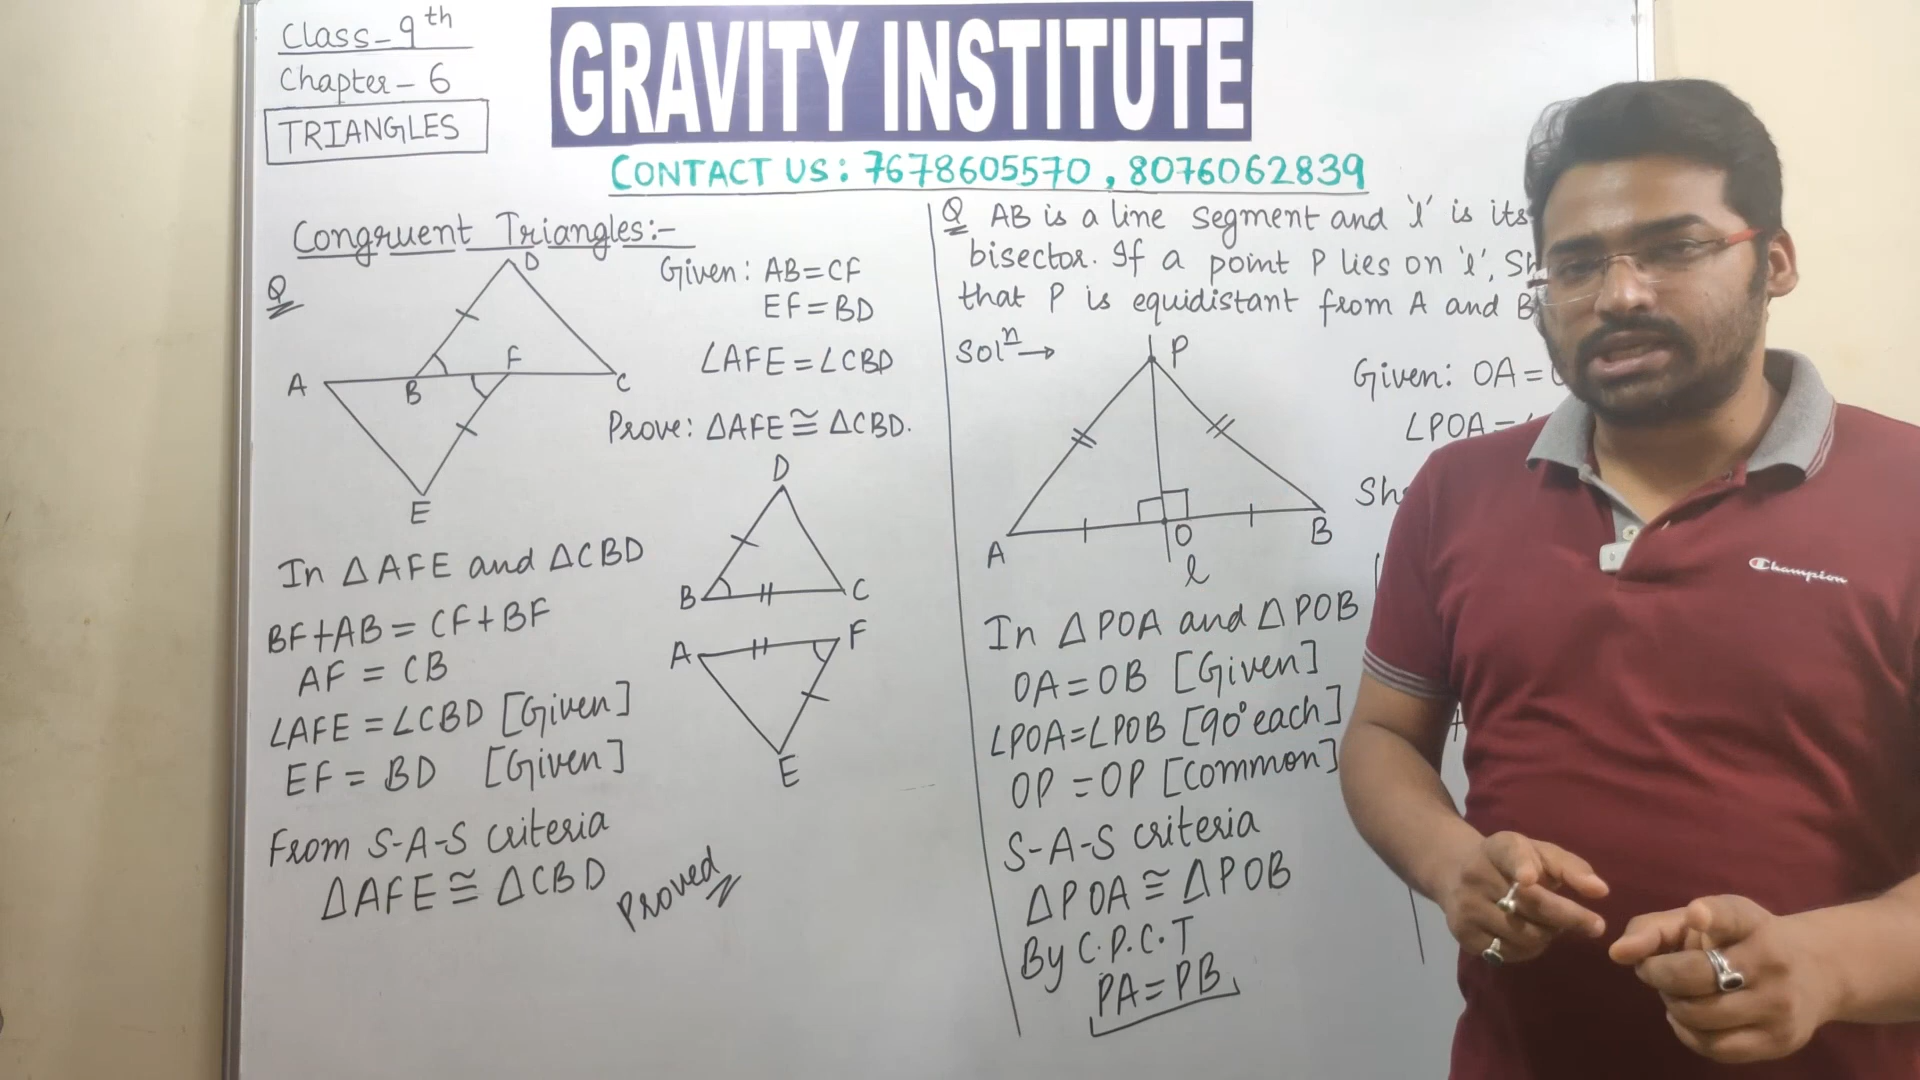 Class-9th
Chapter-6
TRIANGLES
GRAVITY INSTITUTE
CONTACT US: 7678605570, 8076062839
Congruent Triangles:-
Q
D
A
B
F
C
E
Given: AB=CF
EF=BD
∠AFE=∠CBD
Prove: ΔAFE≅ΔCBD.
D
B
C
A
F
E
In ΔAFE and ΔCBD
BF+AB=CF+BF
AF=CB
∠AFE=∠CBD [Given]
EF=BD [Given]
From S-A-S criteria
ΔAFE≅ΔCBD
Proved
Q AB is a line segment and 'l' is its
bisector. If a point P lies on 'l',
that P is equidistant from A and B
Solⁿ→
P
A
O
B
l
Given: OA=
∠POA=
In ΔPOA and ΔPOB
OA=OB [Given]
∠POA=∠POB [90° each]
OP=OP [Common]
S-A-S criteria
ΔPOA≅ΔPOB
By C.P.C.T
PA=PB
Champion